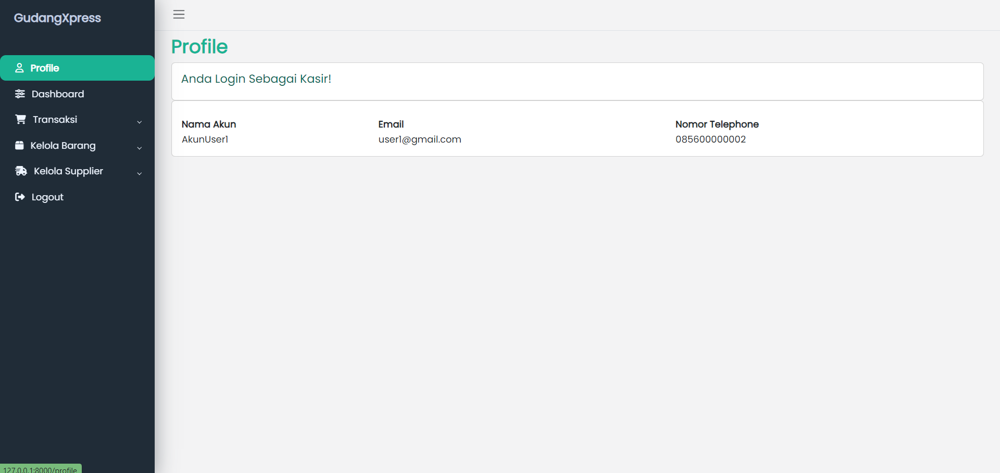 GudangXpress
Profile
Dashboard
Transaksi
Kelola Barang
Kelola Supplier
Logout
Profile
Anda Login Sebagai Kasir!
Nama Akun Email Nomor Telephone
AkunUser1 user1@gmail.com 085600000002
127.0.0.1:8000/profile